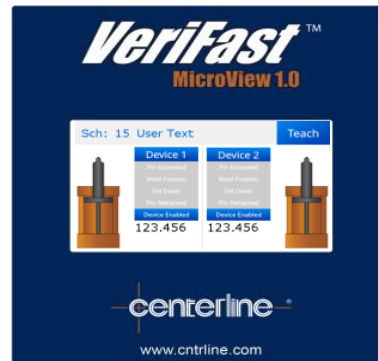 VeriFast™
MicroView 1.0
Sch: 15 User Text Teach
Device 1 Device 2
Pin Extended Pin Extended
Weld Position Weld Position
Set Down Set Down
Pin Retracted Pin Retracted
Device Enabled Device Enabled
123.456 123.456
centerline®
www.cntrline.com